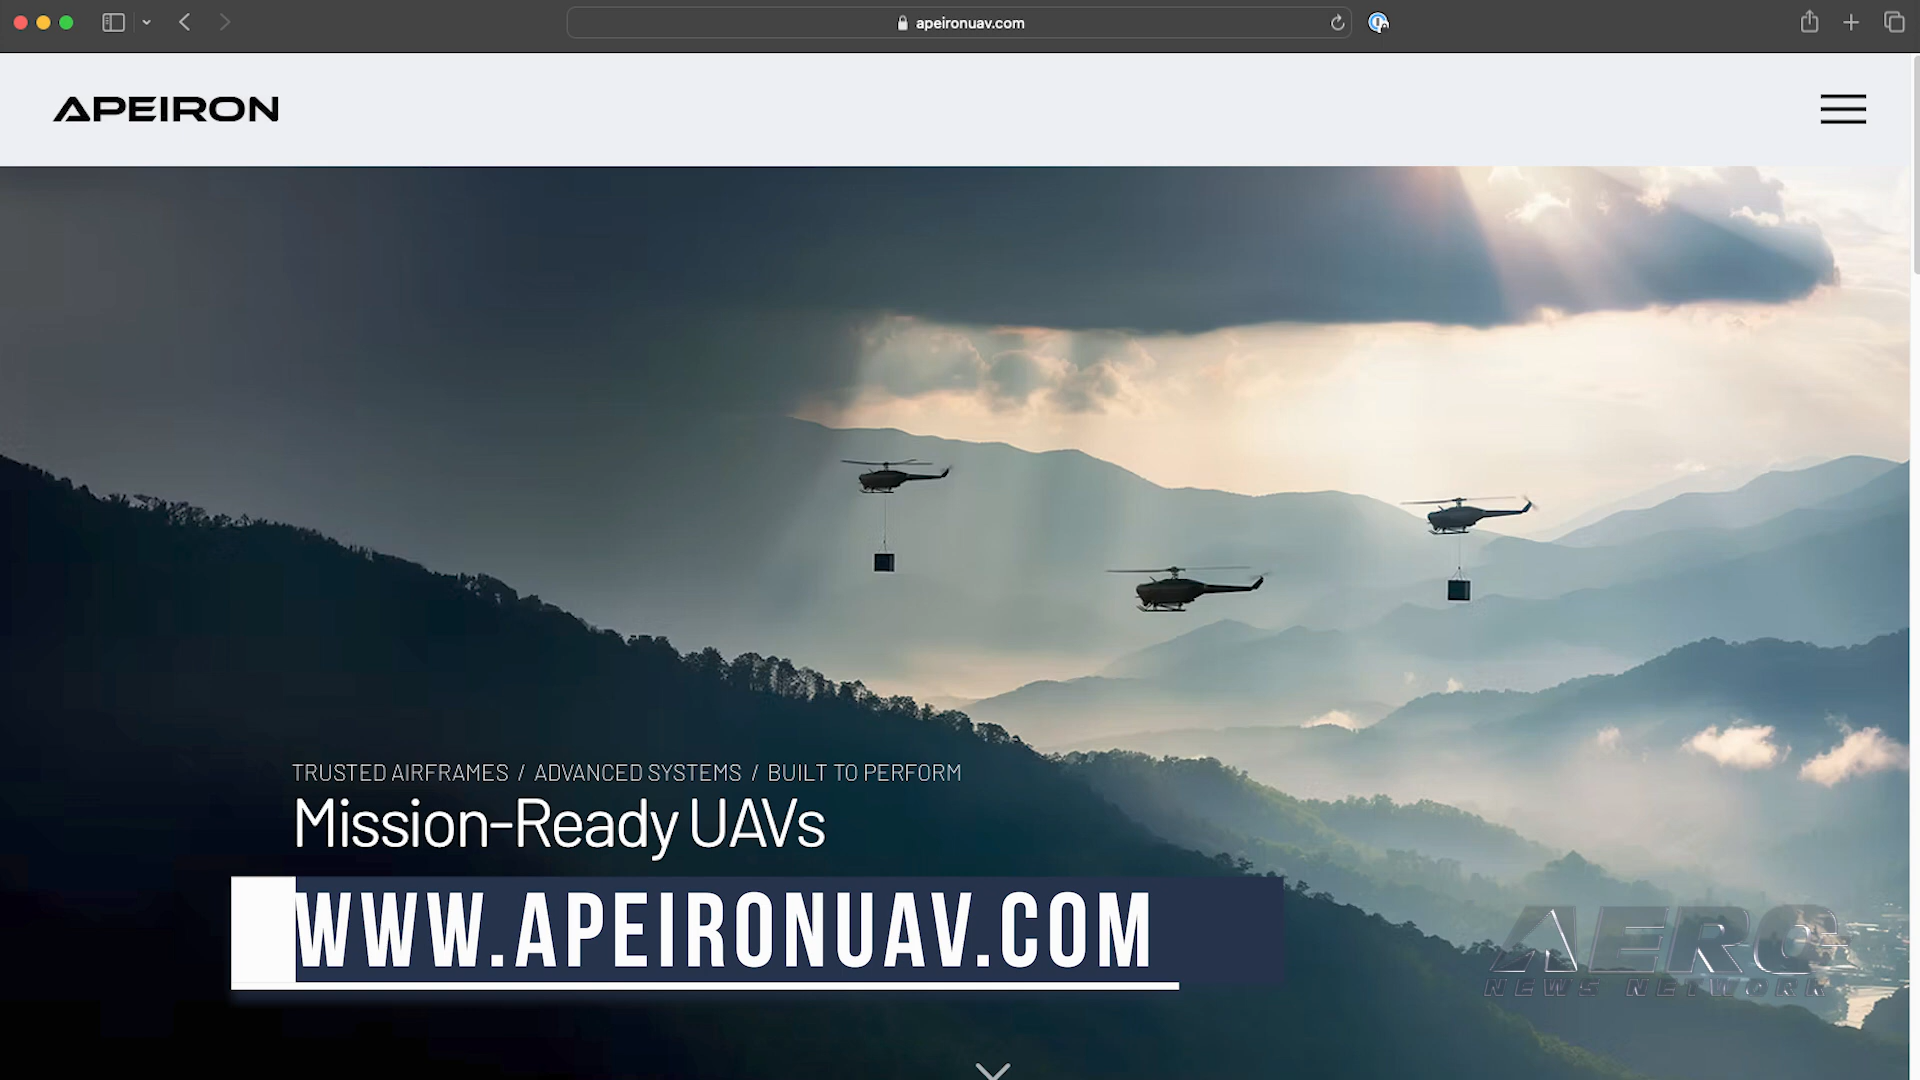 apeironuav.com
APEIRON
TRUSTED AIRFRAMES / ADVANCED SYSTEMS / BUILT TO PERFORM
Mission-Ready UAVs
WWW.APEIRONUAV.COM
AERO
NEWS NETWORK